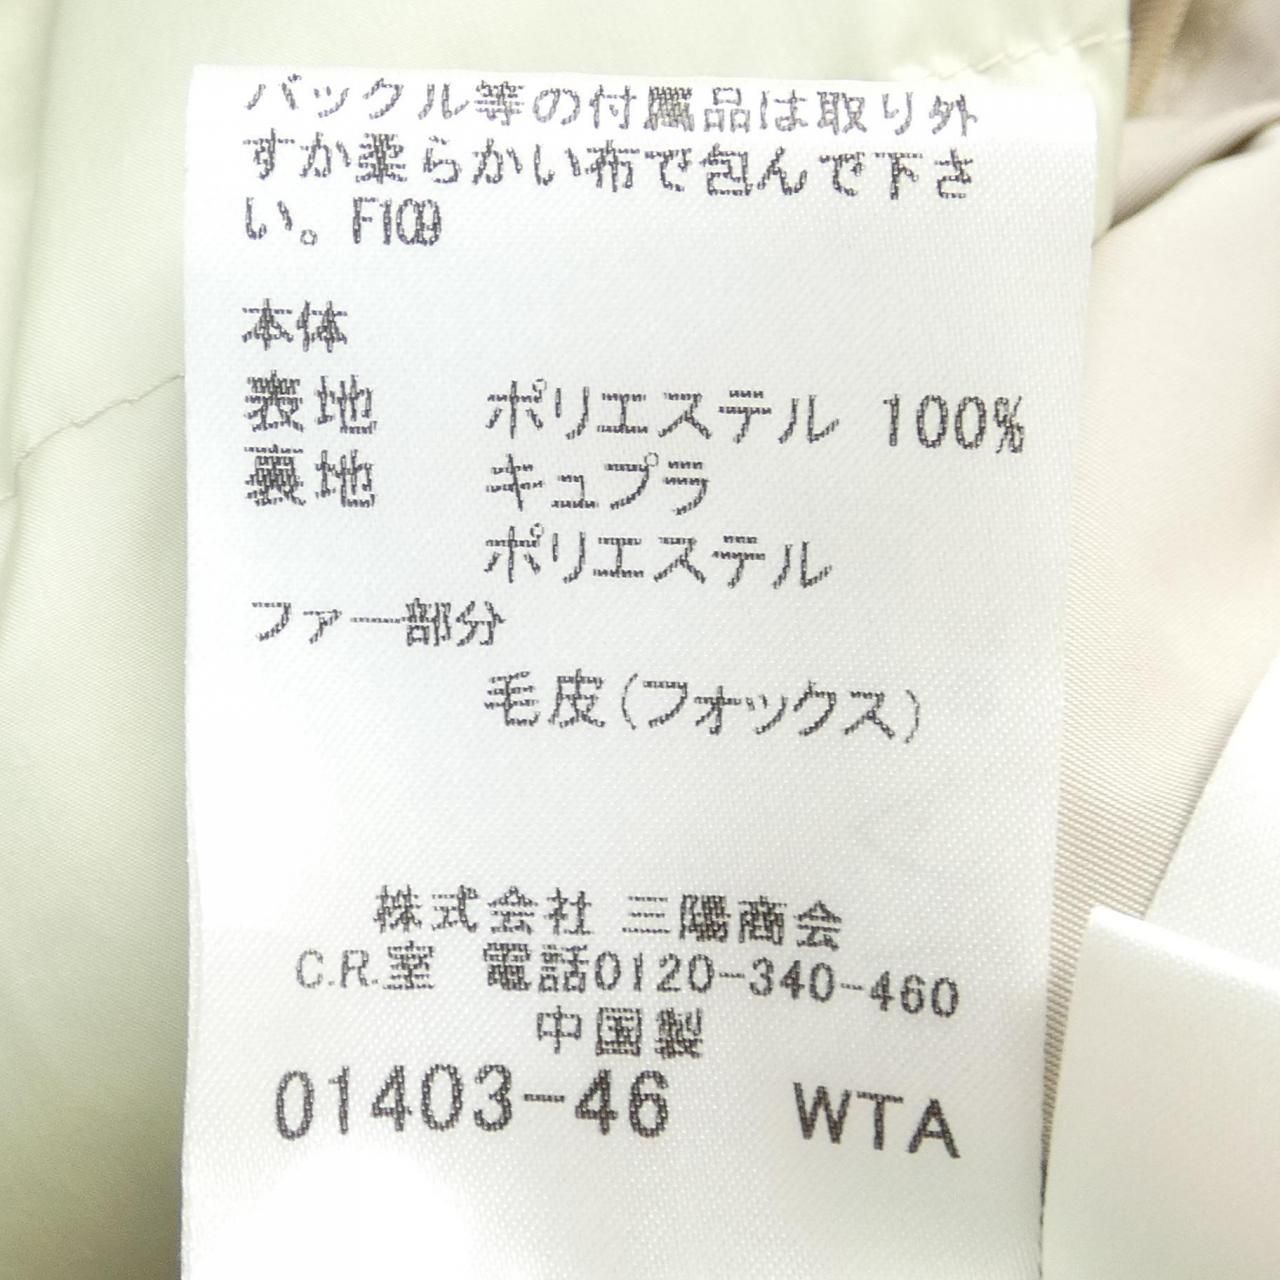 バックル等の付属品は取り外
すか柔らかい布で包んで下さ
い。F109
本体
表地 ポリエステル 100%
裏地 キュプラ
ポリエステル
ファー部分
毛皮(フォックス)
株式会社 三陽商会
C.R.室 電話0120-340-460
中国製
01403-46 WTA